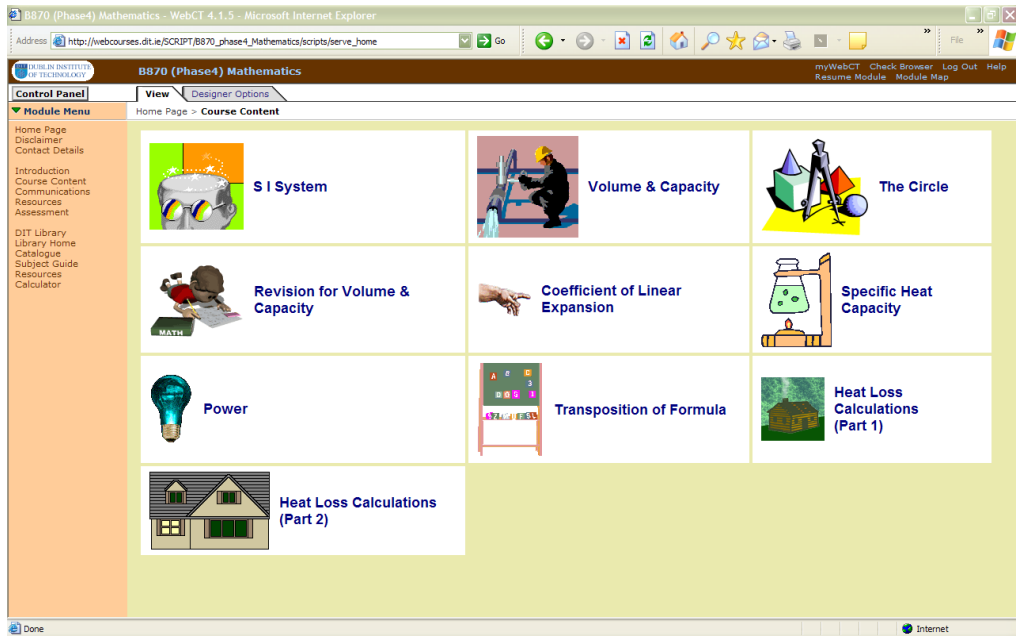 B870 (Phase4) Mathematics - WebCT 4.1.5 - Microsoft Internet Explorer
Address http://webcourses.dit.ie/SCRIPT/B870_phase4_Mathematics/scripts/serve_home Go » File »
DUBLIN INSTITUTE
OF TECHNOLOGY
B870 (Phase4) Mathematics
myWebCT Check Browser Log Out Help
Resume Module Module Map
Control Panel View Designer Options
Module Menu Home Page > Course Content
Home Page
Disclaimer
Contact Details
Introduction
Course Content
Communications
Resources
Assessment
DIT Library
Library Home
Catalogue
Subject Guide
Resources
Calculator
S I System
Volume & Capacity
The Circle
MATH
Revision for Volume &
Capacity
Coefficient of Linear
Expansion
Specific Heat
Capacity
Power
Transposition of Formula
Heat Loss
Calculations
(Part 1)
Heat Loss Calculations
(Part 2)
Done Internet